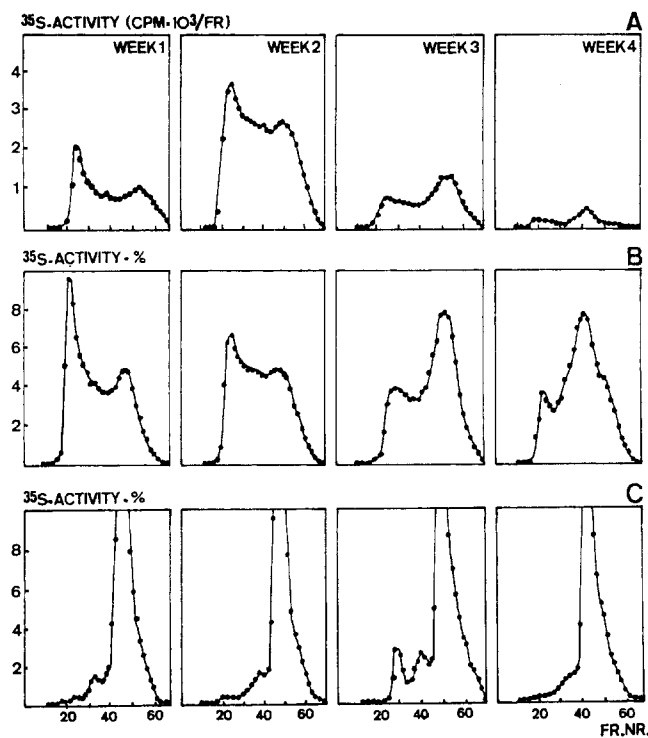 35S-ACTIVITY (CPM·10³/FR) A
WEEK 1 WEEK 2 WEEK 3 WEEK 4
4
3
2
1
35S-ACTIVITY·% B
8
6
4
2
35S-ACTIVITY·% C
8
6
4
2
20 40 60 20 40 60 20 40 60 20 40 60
FR.NR.